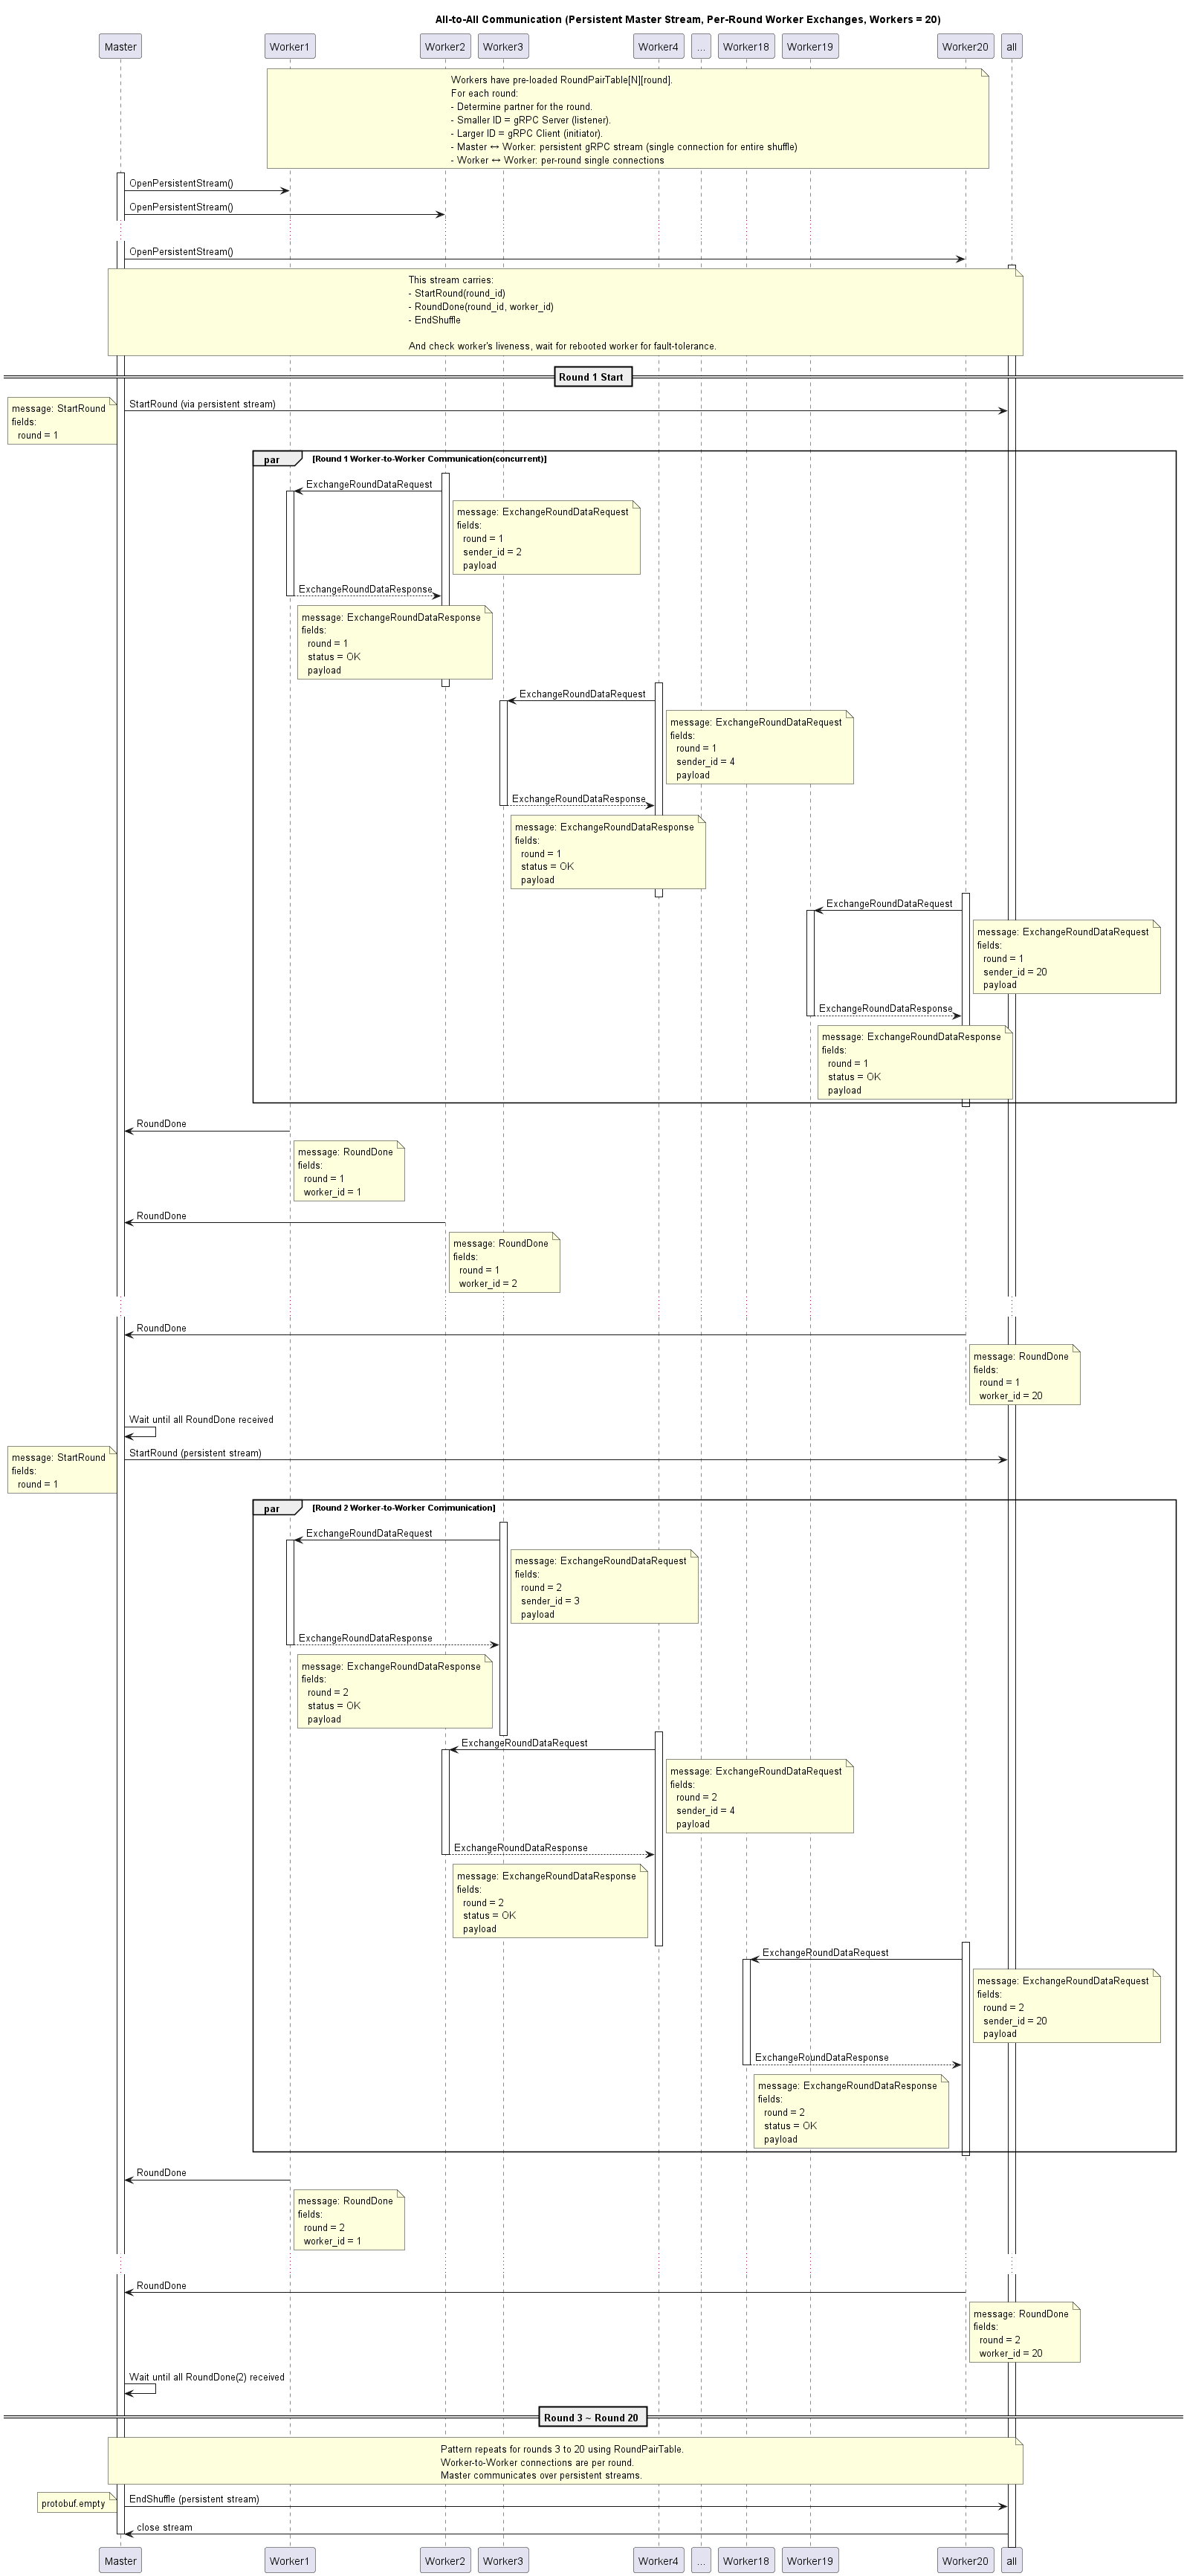 All-to-All Communication (Persistent Master Stream, Per-Round Worker Exchanges, Workers = 20)
Master Worker1 Worker2 Worker3 Worker4 ... Worker18 Worker19 Worker20 all
Workers have pre-loaded RoundPairTable[N][round].
For each round:
- Determine partner for the round.
- Smaller ID = gRPC Server (listener).
- Larger ID = gRPC Client (initiator).
- Master ↔ Worker: persistent gRPC stream (single connection for entire shuffle)
- Worker ↔ Worker: per-round single connections
OpenPersistentStream()
OpenPersistentStream()
OpenPersistentStream()
This stream carries:
- StartRound(round_id)
- RoundDone(round_id, worker_id)
- EndShuffle
And check worker's liveness, wait for rebooted worker for fault-tolerance.
Round 1 Start
StartRound (via persistent stream)
message: StartRound
fields:
round = 1
par [Round 1 Worker-to-Worker Communication(concurrent)]
ExchangeRoundDataRequest
message: ExchangeRoundDataRequest
fields:
round = 1
sender_id = 2
payload
ExchangeRoundDataResponse
message: ExchangeRoundDataResponse
fields:
round = 1
status = OK
payload
ExchangeRoundDataRequest
message: ExchangeRoundDataRequest
fields:
round = 1
sender_id = 4
payload
ExchangeRoundDataResponse
message: ExchangeRoundDataResponse
fields:
round = 1
status = OK
payload
ExchangeRoundDataRequest
message: ExchangeRoundDataRequest
fields:
round = 1
sender_id = 20
payload
ExchangeRoundDataResponse
message: ExchangeRoundDataResponse
fields:
round = 1
status = OK
payload
RoundDone
message: RoundDone
fields:
round = 1
worker_id = 1
RoundDone
message: RoundDone
fields:
round = 1
worker_id = 2
RoundDone
message: RoundDone
fields:
round = 1
worker_id = 20
Wait until all RoundDone received
StartRound (persistent stream)
message: StartRound
fields:
round = 1
par [Round 2 Worker-to-Worker Communication]
ExchangeRoundDataRequest
message: ExchangeRoundDataRequest
fields:
round = 2
sender_id = 3
payload
ExchangeRoundDataResponse
message: ExchangeRoundDataResponse
fields:
round = 2
status = OK
payload
ExchangeRoundDataRequest
message: ExchangeRoundDataRequest
fields:
round = 2
sender_id = 4
payload
ExchangeRoundDataResponse
message: ExchangeRoundDataResponse
fields:
round = 2
status = OK
payload
ExchangeRoundDataRequest
message: ExchangeRoundDataRequest
fields:
round = 2
sender_id = 20
payload
ExchangeRoundDataResponse
message: ExchangeRoundDataResponse
fields:
round = 2
status = OK
payload
RoundDone
message: RoundDone
fields:
round = 2
worker_id = 1
RoundDone
message: RoundDone
fields:
round = 2
worker_id = 20
Wait until all RoundDone(2) received
Round 3 ~ Round 20
Pattern repeats for rounds 3 to 20 using RoundPairTable.
Worker-to-Worker connections are per round.
Master communicates over persistent streams.
EndShuffle (persistent stream)
protobuf.empty
close stream
Master Worker1 Worker2 Worker3 Worker4 ... Worker18 Worker19 Worker20 all